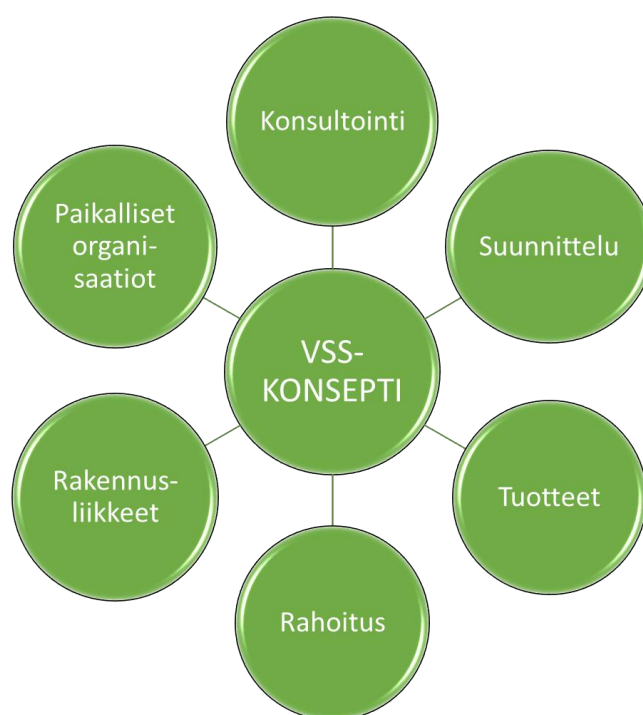 Konsultointi
Suunnittelu
Tuotteet
Rahoitus
Rakennus-
liikkeet
Paikalliset
organi-
saatiot
VSS-
KONSEPTI